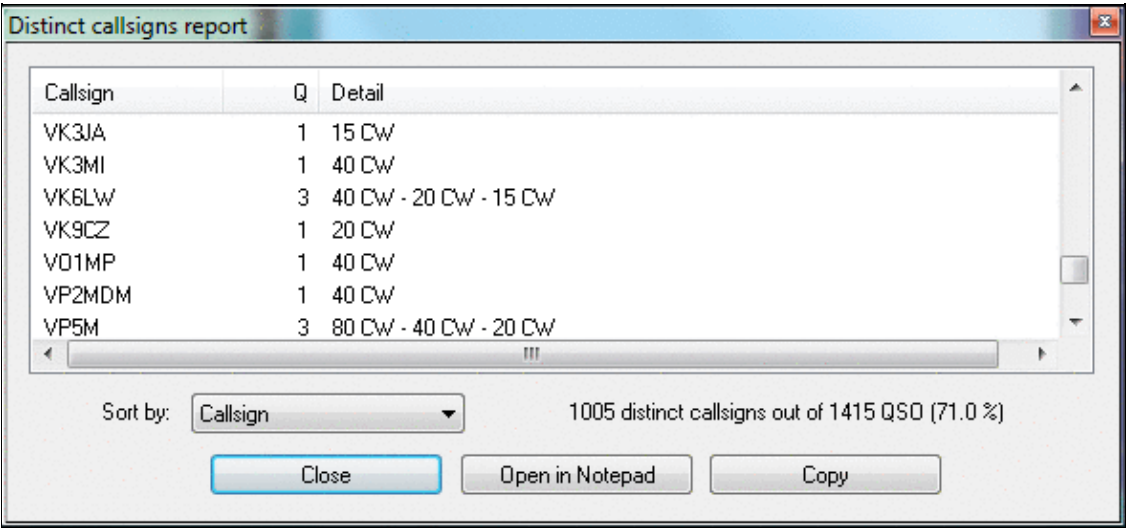 Distinct callsigns report
Callsign Q Detail
VK3JA 1 15 CW
VK3MI 1 40 CW
VK6LW 3 40 CW - 20 CW - 15 CW
VK9CZ 1 20 CW
VO1MP 1 40 CW
VP2MDM 1 40 CW
VP5M 3 80 CW - 40 CW - 20 CW
Sort by: Callsign 1005 distinct callsigns out of 1415 QSO (71.0 %)
Close Open in Notepad Copy